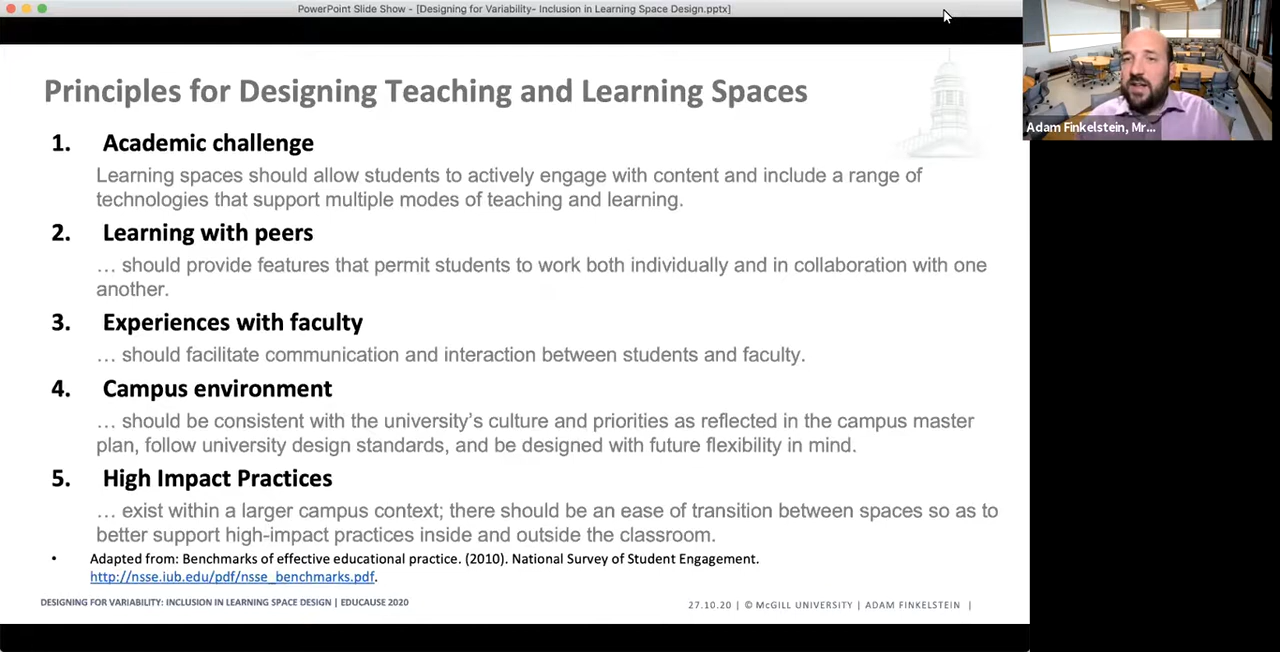 PowerPoint Slide Show - [Designing for Variability- Inclusion in Learning Space Design.pptx]
Principles for Designing Teaching and Learning Spaces
1. Academic challenge
Learning spaces should allow students to actively engage with content and include a range of
technologies that support multiple modes of teaching and learning.
2. Learning with peers
… should provide features that permit students to work both individually and in collaboration with one
another.
3. Experiences with faculty
… should facilitate communication and interaction between students and faculty.
4. Campus environment
… should be consistent with the university’s culture and priorities as reflected in the campus master
plan, follow university design standards, and be designed with future flexibility in mind.
5. High Impact Practices
… exist within a larger campus context; there should be an ease of transition between spaces so as to
better support high-impact practices inside and outside the classroom.
• Adapted from: Benchmarks of effective educational practice. (2010). National Survey of Student Engagement.
http://nsse.iub.edu/pdf/nsse_benchmarks.pdf.
DESIGNING FOR VARIABILITY: INCLUSION IN LEARNING SPACE DESIGN | EDUCAUSE 2020
27.10.20 | © McGILL UNIVERSITY | ADAM FINKELSTEIN |
Adam Finkelstein, Mr...